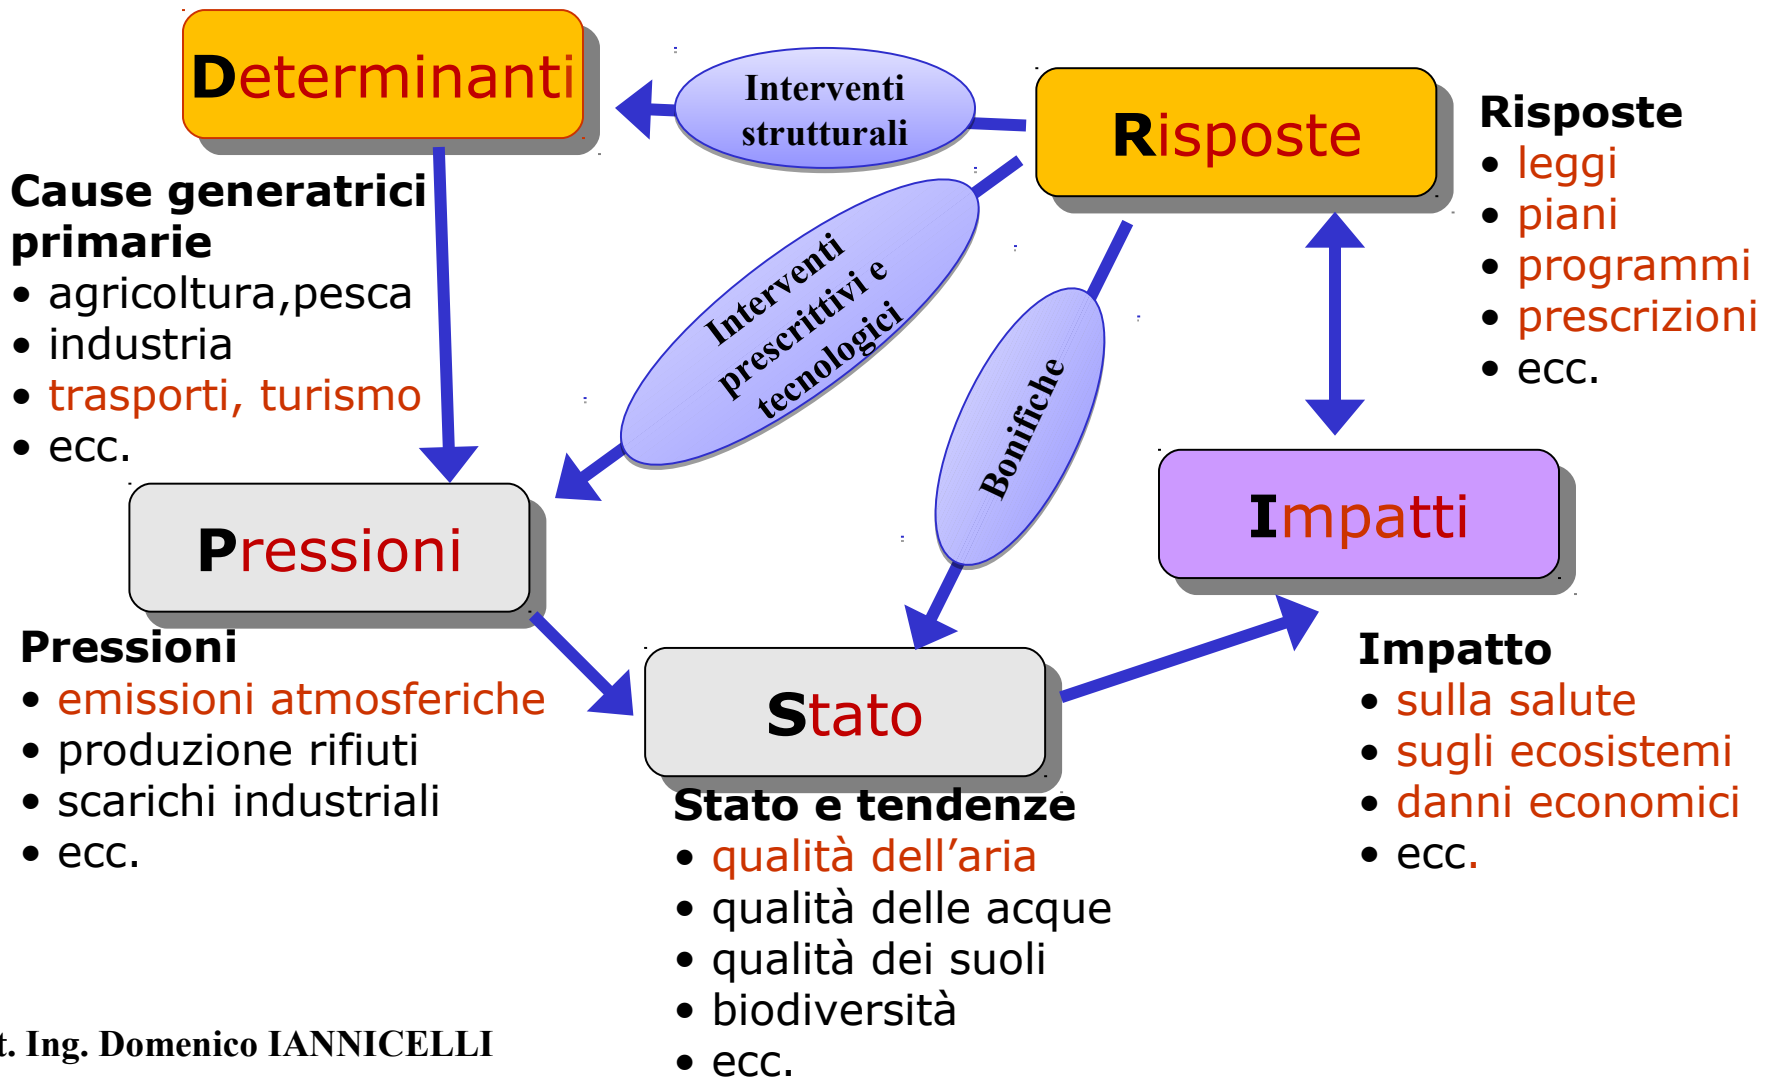 Determinanti
Interventi
strutturali
Risposte
Risposte
• leggi
• piani
• programmi
• prescrizioni
• ecc.
Cause generatrici
primarie
• agricoltura,pesca
• industria
• trasporti, turismo
• ecc.
Interventi
prescrittivi e
tecnologici
Bonifiche
Pressioni
Impatti
Pressioni
• emissioni atmosferiche
• produzione rifiuti
• scarichi industriali
• ecc.
Stato
Impatto
• sulla salute
• sugli ecosistemi
• danni economici
• ecc.
Stato e tendenze
• qualità dell’aria
• qualità delle acque
• qualità dei suoli
• biodiversità
• ecc.
t. Ing. Domenico IANNICELLI